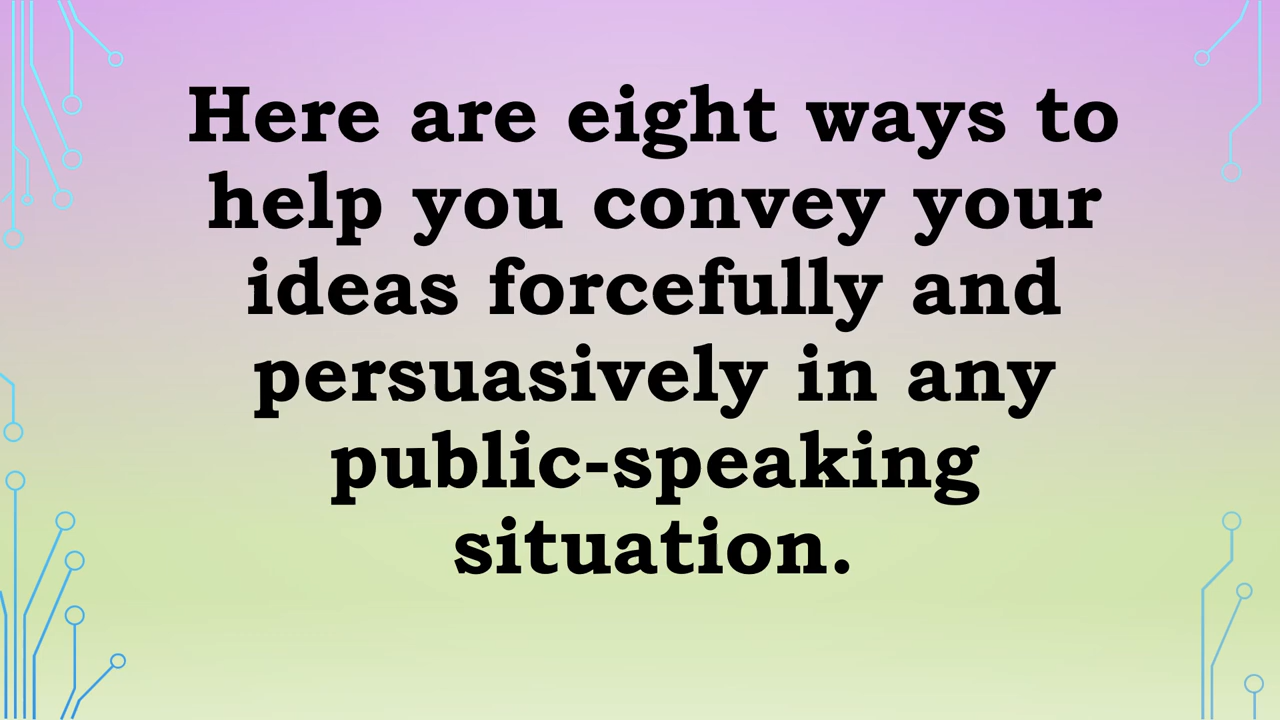 Here are eight ways to
help you convey your
ideas forcefully and
persuasively in any
public-speaking
situation.